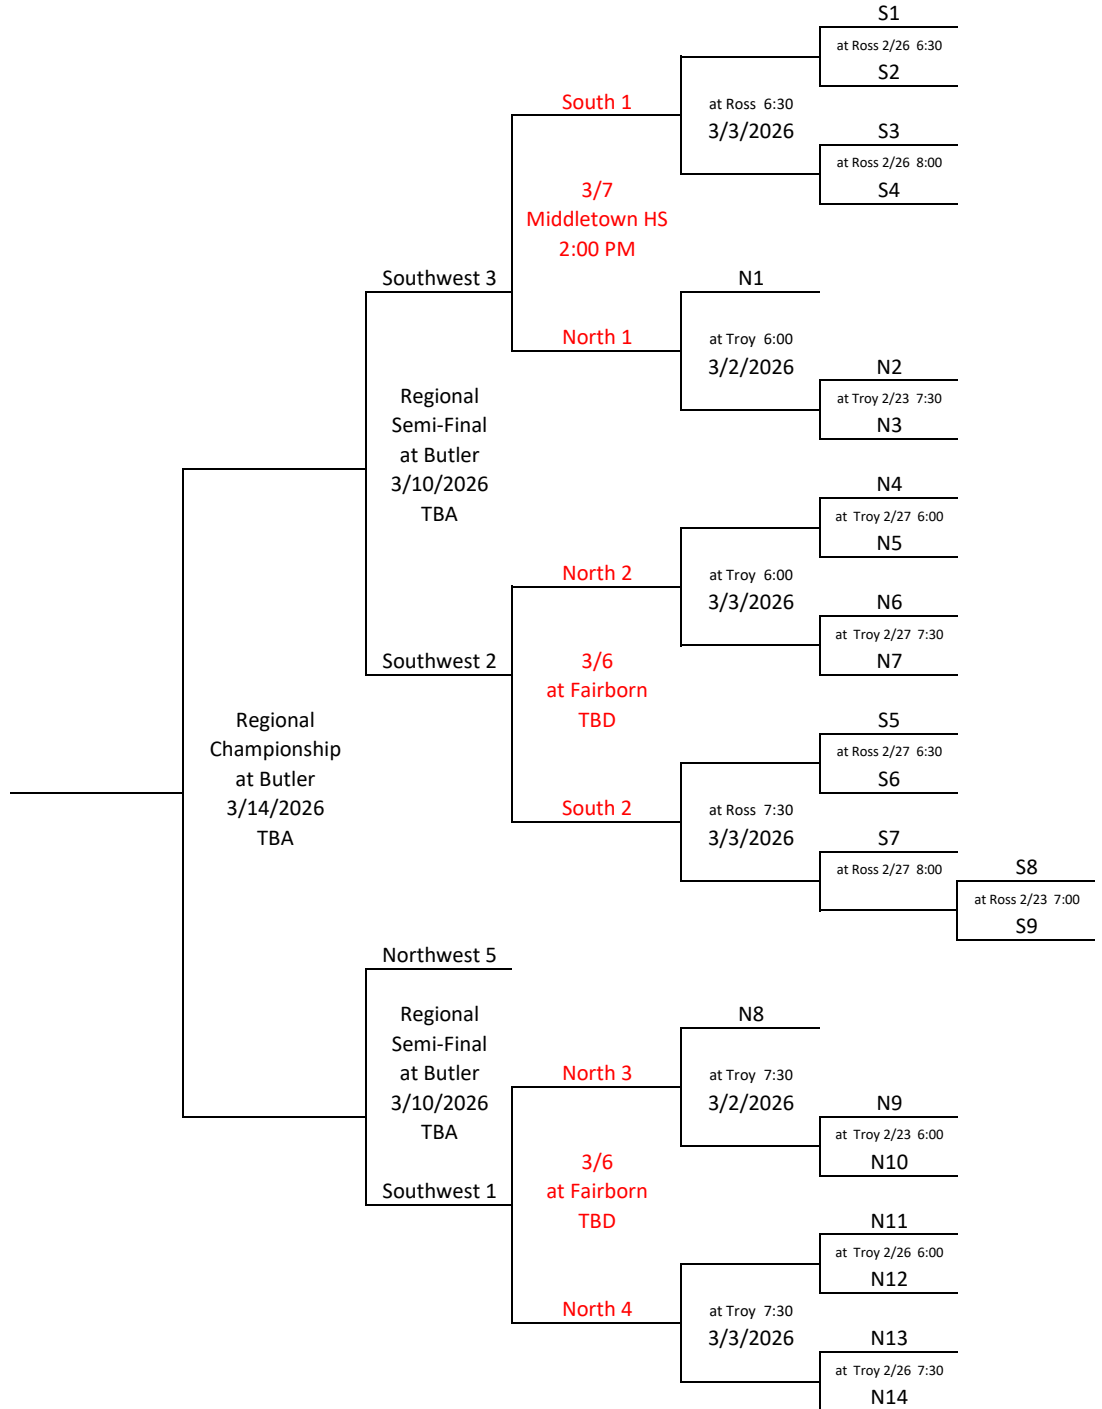 S1
at Ross 2/26 6:30
S2
South 1
at Ross 6:30
3/3/2026
S3
at Ross 2/26 8:00
S4
3/7
Middletown HS
2:00 PM
Southwest 3
N1
North 1
at Troy 6:00
3/2/2026
N2
at Troy 2/23 7:30
N3
Regional
Semi-Final
at Butler
3/10/2026
TBA
N4
at Troy 2/27 6:00
N5
North 2
at Troy 6:00
3/3/2026
N6
at Troy 2/27 7:30
N7
Southwest 2
3/6
at Fairborn
TBD
Regional
Championship
at Butler
3/14/2026
TBA
S5
at Ross 2/27 6:30
S6
South 2
at Ross 7:30
3/3/2026
S7
at Ross 2/27 8:00
S8
at Ross 2/23 7:00
S9
Northwest 5
Regional
Semi-Final
at Butler
3/10/2026
TBA
N8
North 3
at Troy 7:30
3/2/2026
N9
at Troy 2/23 6:00
N10
3/6
at Fairborn
TBD
Southwest 1
N11
at Troy 2/26 6:00
N12
North 4
at Troy 7:30
3/3/2026
N13
at Troy 2/26 7:30
N14